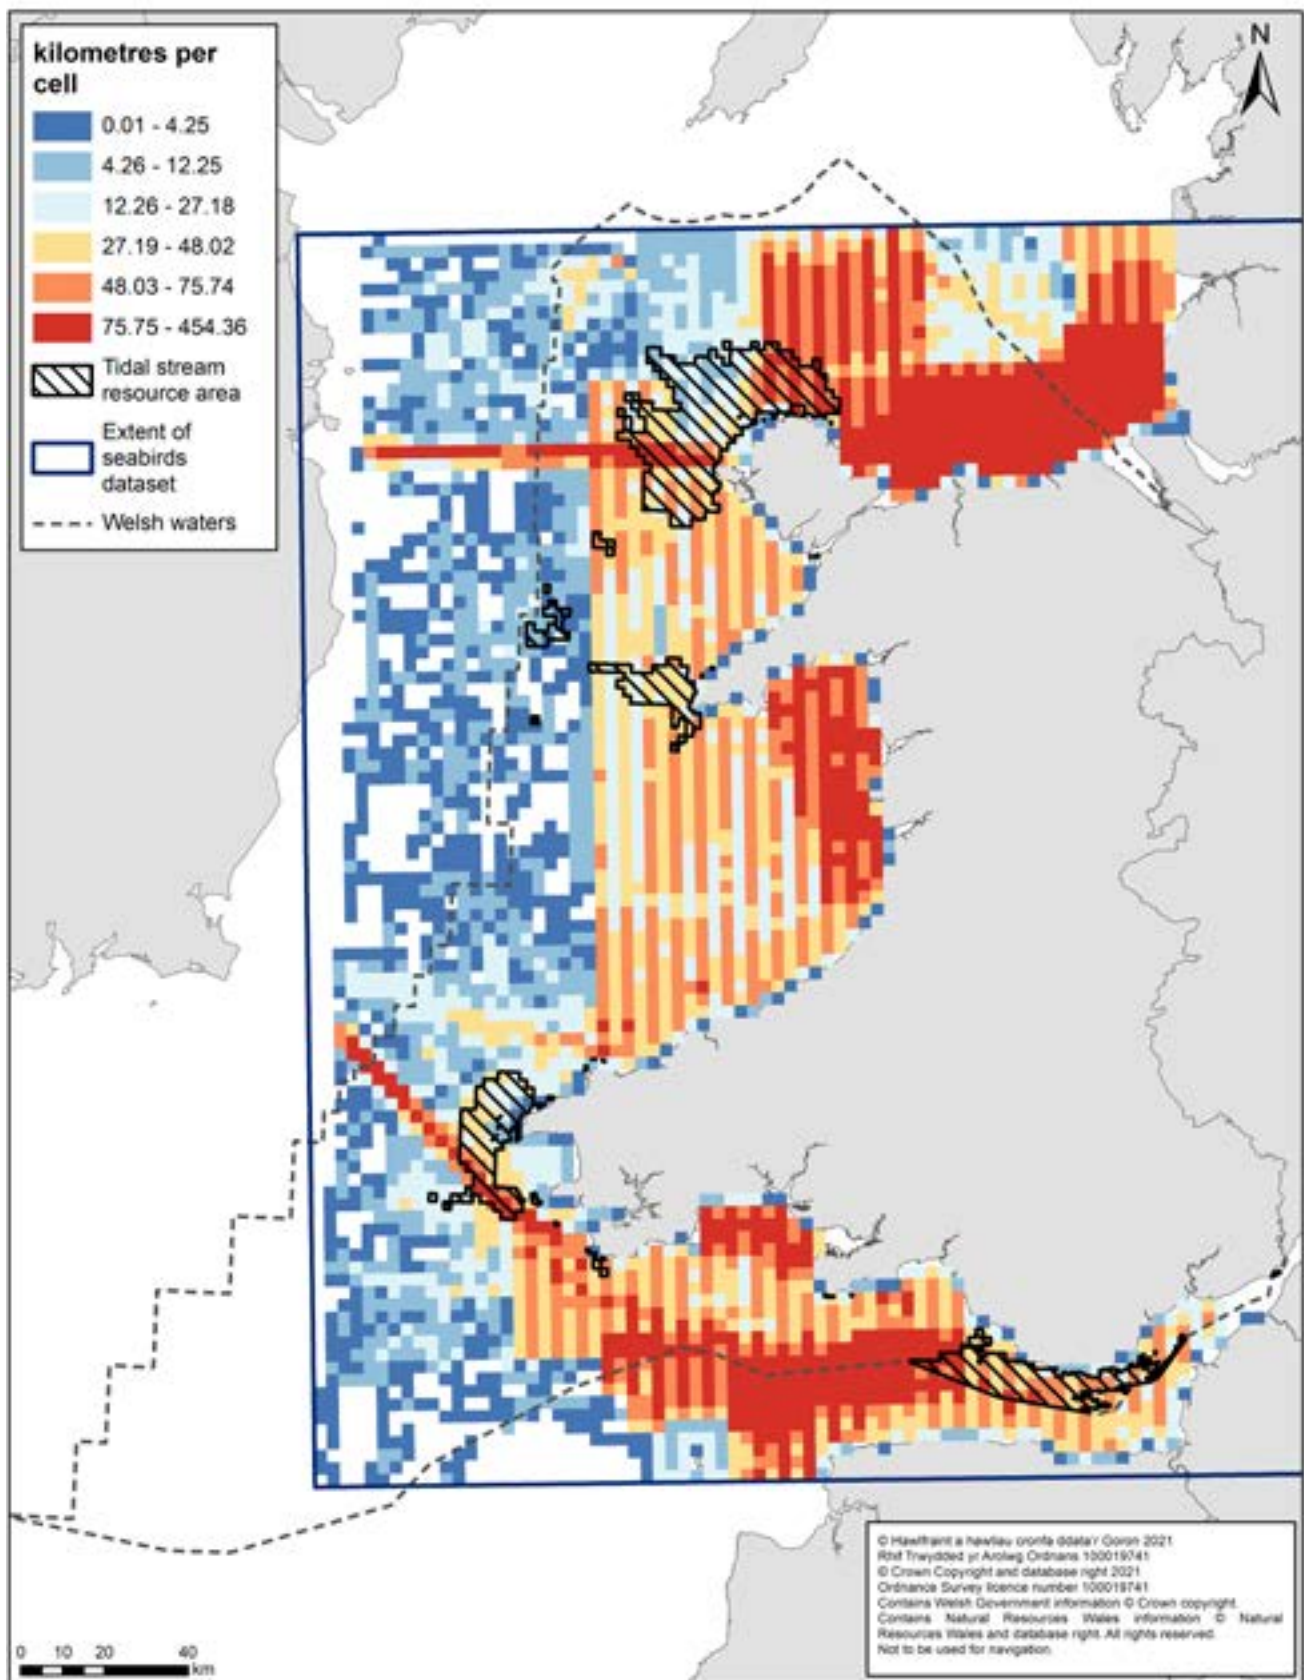 kilometres per
cell
0.01 - 4.25
4.26 - 12.25
12.26 - 27.18
27.19 - 48.02
48.03 - 75.74
75.75 - 454.36
Tidal stream
resource area
Extent of
seabirds
dataset
Welsh waters
N
© Hawlfraint a hawliau cronfa ddata'r Goron 2021
Rhif Trwydded yr Arolwg Ordnans 100019741
© Crown Copyright and database right 2021
Ordnance Survey licence number 100019741
Contains Welsh Government information © Crown copyright.
Contains Natural Resources Wales information © Natural
Resources Wales and database right. All rights reserved.
Not to be used for navigation.
0 10 20 40
km